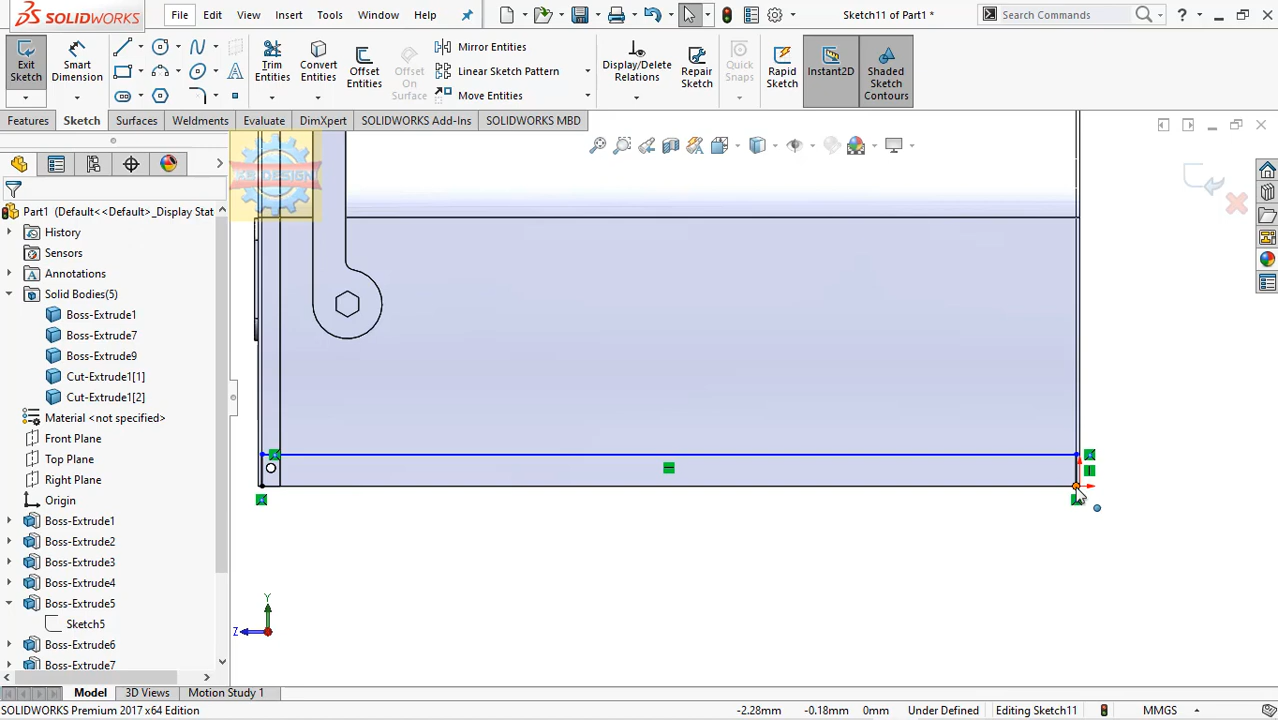 SOLIDWORKS
File Edit View Insert Tools Window Help
Sketch11 of Part1 *
Search Commands
Exit Sketch
Smart Dimension
Trim Entities
Convert Entities
Offset Entities
Offset On Surface
Mirror Entities
Linear Sketch Pattern
Move Entities
Display/Delete Relations
Repair Sketch
Quick Snaps
Rapid Sketch
Instant2D
Shaded Sketch Contours
Features Sketch Surfaces Weldments Evaluate DimXpert SOLIDWORKS Add-Ins SOLIDWORKS MBD
Part1 (Default<<Default>_Display Stat
History
Sensors
Annotations
Solid Bodies(5)
Boss-Extrude1
Boss-Extrude7
Boss-Extrude9
Cut-Extrude1[1]
Cut-Extrude1[2]
Material <not specified>
Front Plane
Top Plane
Right Plane
Origin
Boss-Extrude1
Boss-Extrude2
Boss-Extrude3
Boss-Extrude4
Boss-Extrude5
Sketch5
Boss-Extrude6
Boss-Extrude7
Y
Z
Model 3D Views Motion Study 1
SOLIDWORKS Premium 2017 x64 Edition
-2.28mm -0.18mm 0mm Under Defined Editing Sketch11 MMGS